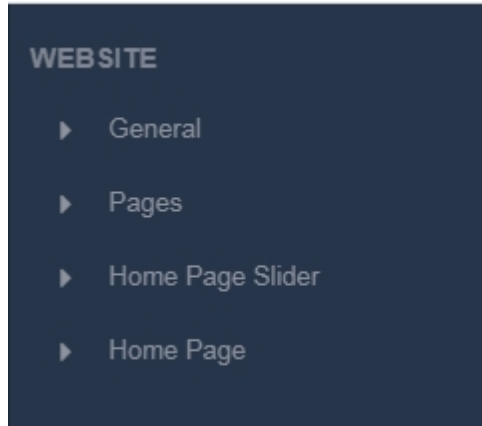 WEBSITE
General
Pages
Home Page Slider
Home Page